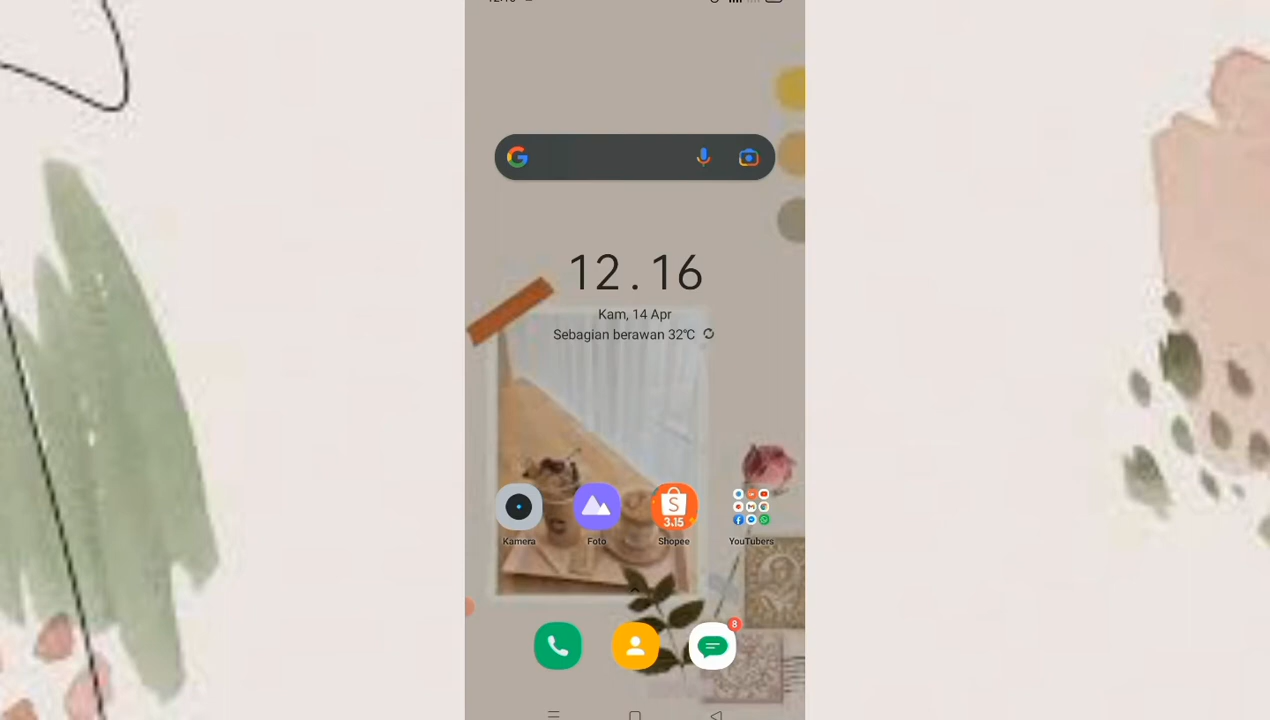 12.16
Kam, 14 Apr
Sebagian berawan 32°C
S
3.15
Kamera
Foto
Shopee
YouTubers
8